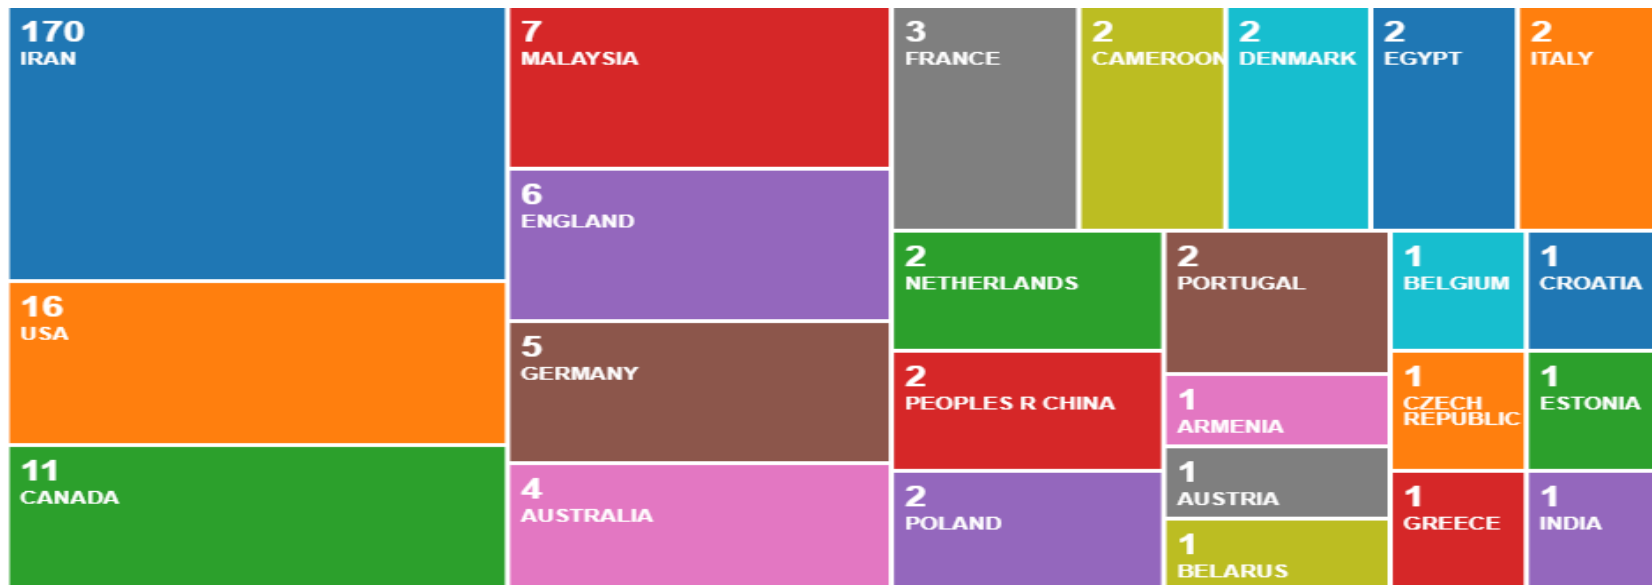 170
IRAN
16
USA
11
CANADA
7
MALAYSIA
6
ENGLAND
5
GERMANY
4
AUSTRALIA
3
FRANCE
2
CAMEROON
2
DENMARK
2
EGYPT
2
ITALY
2
NETHERLANDS
2
PEOPLES R CHINA
2
POLAND
2
PORTUGAL
1
ARMENIA
1
AUSTRIA
1
BELARUS
1
BELGIUM
1
CROATIA
1
CZECH
REPUBLIC
1
ESTONIA
1
GREECE
1
INDIA